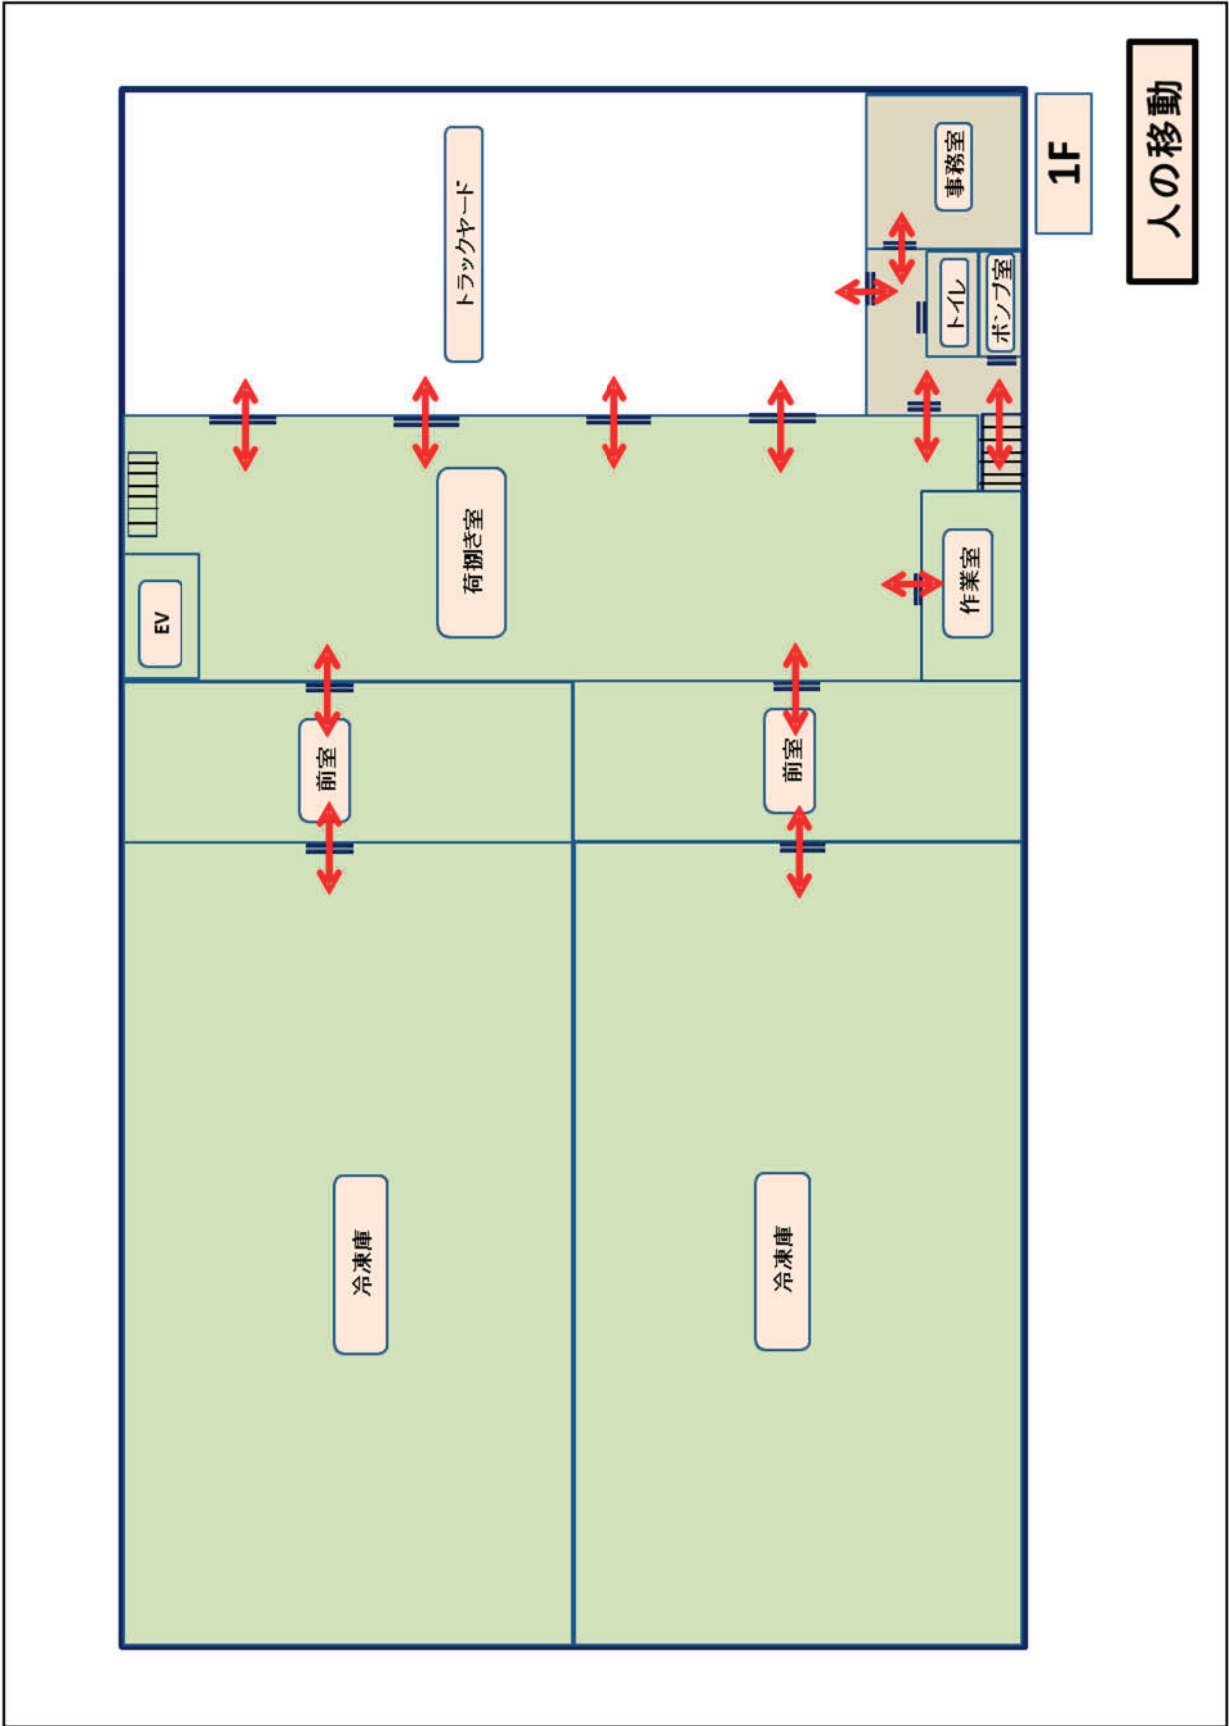 人の移動
1F
冷凍庫
前室
作業室
ポンプ室
トイレ
事務室
冷凍庫
前室
荷捌き室
トラックヤード
EV